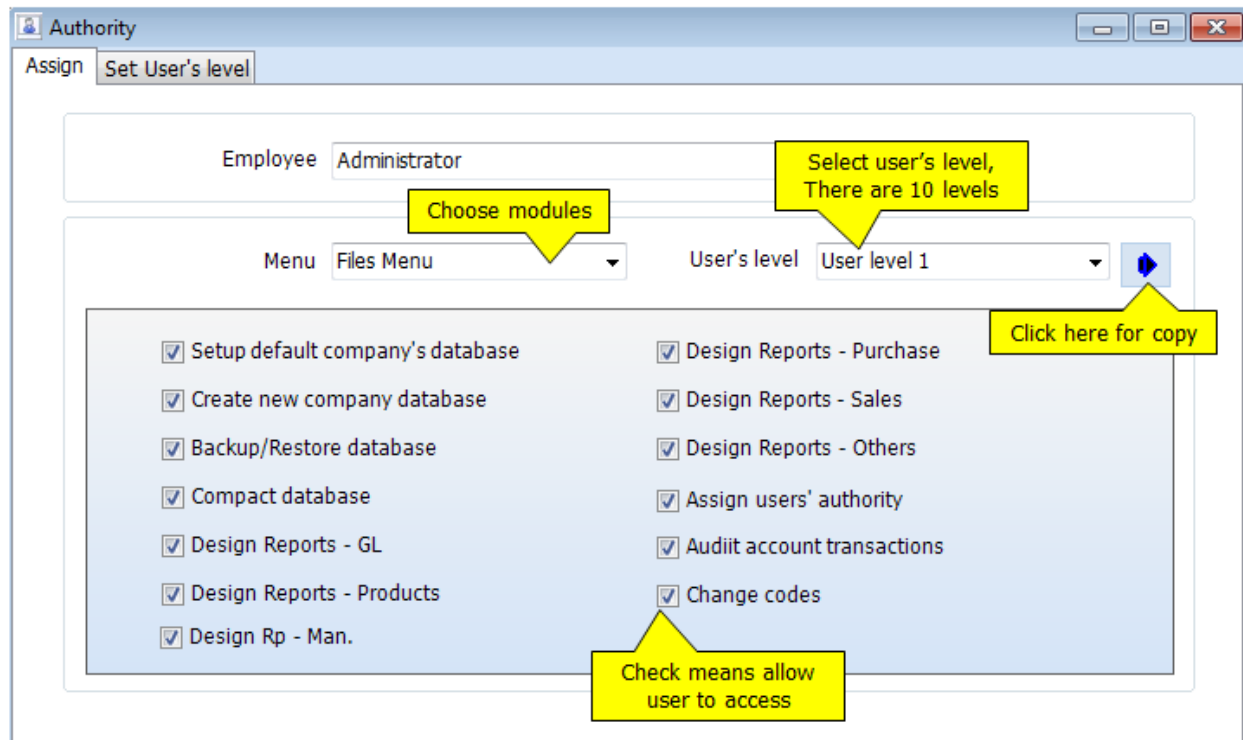 Authority
Assign
Set User's level
Employee
Administrator
Select user's level,
There are 10 levels
Choose modules
Menu
Files Menu
User's level
User level 1
Click here for copy
Setup default company's database
Design Reports - Purchase
Create new company database
Design Reports - Sales
Backup/Restore database
Design Reports - Others
Compact database
Assign users' authority
Design Reports - GL
Audiit account transactions
Design Reports - Products
Change codes
Design Rp - Man.
Check means allow
user to access